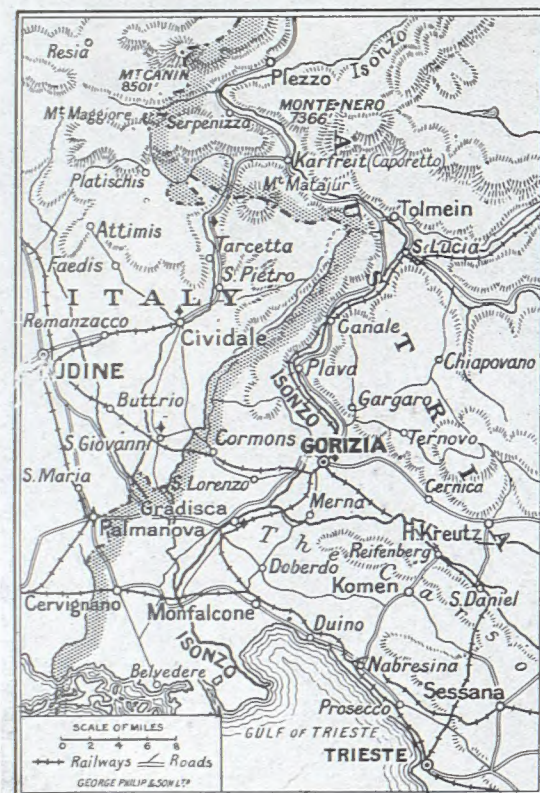 Resia
Mt CANIN
8501'
Isonzo
Plezzo
Mt Maggiore
Serpenizza
MONTE NERO
7366'
Karfreit (Caporetto)
Platischis
Mt Matajur
Tolmein
Attimis
S. Lucia
Tarcetta
Faedis
S. Pietro
ITALY
AUSTRIA
Remanzacco
Cividale
Canale
Chiapovano
UDINE
Plava
ISONZO
Buttrio
Gargaro
S. Giovanni
Cormons
Ternovo
GORIZIA
S. Maria
S. Lorenzo
Cernica
Gradisca
Merna
Palmanova
H. Kreutz
The Carso
Reifenberg
Doberdo
Komen
S. Daniel
Cervignano
Monfalcone
Duino
ISONZO
Belvedere
Nabresina
Sessana
Prosecco
GULF OF TRIESTE
TRIESTE
SCALE OF MILES
0 2 4 6 8
Railways Roads
GEORGE PHILIP & SON LTD